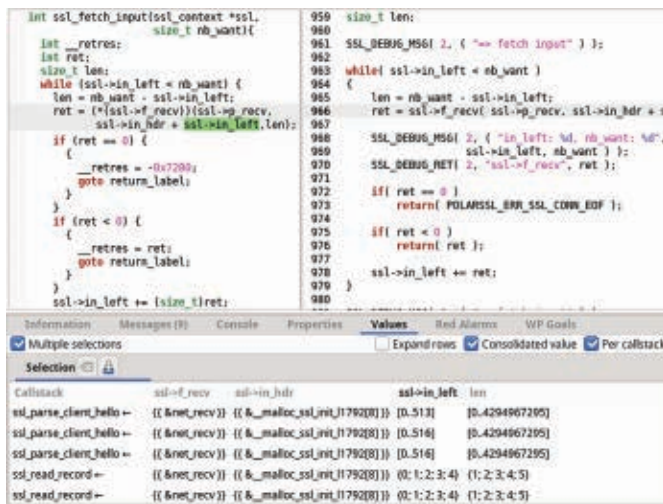 int ssl_fetch_input(ssl_context *ssl,
size_t nb_want){
int __retres;
int ret;
size_t len;
while (ssl->in_left < nb_want) {
len = nb_want - ssl->in_left;
ret = (*(ssl->f_recv))(ssl->p_recv,
ssl->in_hdr + ssl->in_left,len);
if (ret == 0) {
{
__retres = -0x7280;
goto return_label;
}
}
if (ret < 0) {
{
__retres = ret;
goto return_label;
}
}
ssl->in_left += (size_t)ret;
959 size_t len;
960
961 SSL_DEBUG_MSG( 2, ( "=> fetch input" ) );
962
963 while( ssl->in_left < nb_want )
964 {
965 len = nb_want - ssl->in_left;
966 ret = ssl->f_recv( ssl->p_recv, ssl->in_hdr +
967
968 SSL_DEBUG_MSG( 2, ( "in_left: %d, nb_want: %d",
969 ssl->in_left, nb_want ) );
970 SSL_DEBUG_RET( 2, "ssl->f_recv", ret );
971
972 if( ret == 0 )
973 return( POLARSSL_ERR_SSL_CONN_EOF );
974
975 if( ret < 0 )
976 return( ret );
977
978 ssl->in_left += ret;
979 }
980
Information Messages (9) Console Properties Values Red Alarms WP Goals
Multiple selections Expand rows Consolidated value Per callstack
Selection
Callstack ssl->f_recv ssl->in_hdr ssl->in_left len
ssl_parse_client_hello ← {{ &net_recv }} {{ &__malloc_ssl_init_l1792[8] }} [0..513] [0..4294967295]
ssl_parse_client_hello ← {{ &net_recv }} {{ &__malloc_ssl_init_l1792[8] }} [0..516] [0..4294967295]
ssl_parse_client_hello ← {{ &net_recv }} {{ &__malloc_ssl_init_l1792[8] }} [0..516] [0..4294967295]
ssl_read_record ← {{ &net_recv }} {{ &__malloc_ssl_init_l1792[8] }} {0; 1; 2; 3; 4} {1; 2; 3; 4; 5}
ssl_read_record ← {{ &net_recv }} {{ &__malloc_ssl_init_l1792[8] }} {0; 1; 2; 3; 4} {1; 2; 3; 4; 5}